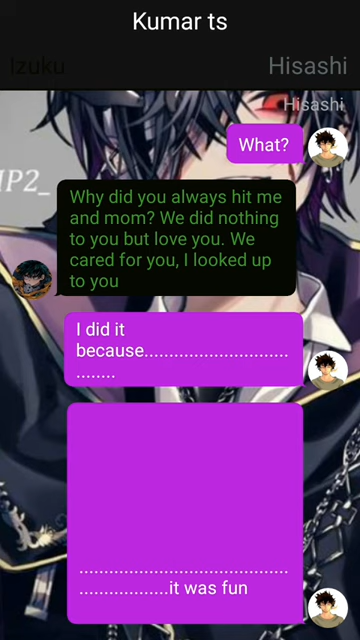 Kumar ts
Izuku
Hisashi
Hisashi
What?
IP2_
Why did you always hit me
and mom? We did nothing
to you but love you. We
cared for you, I looked up
to you
I did it
because.............................
........
..........................................
..................it was fun